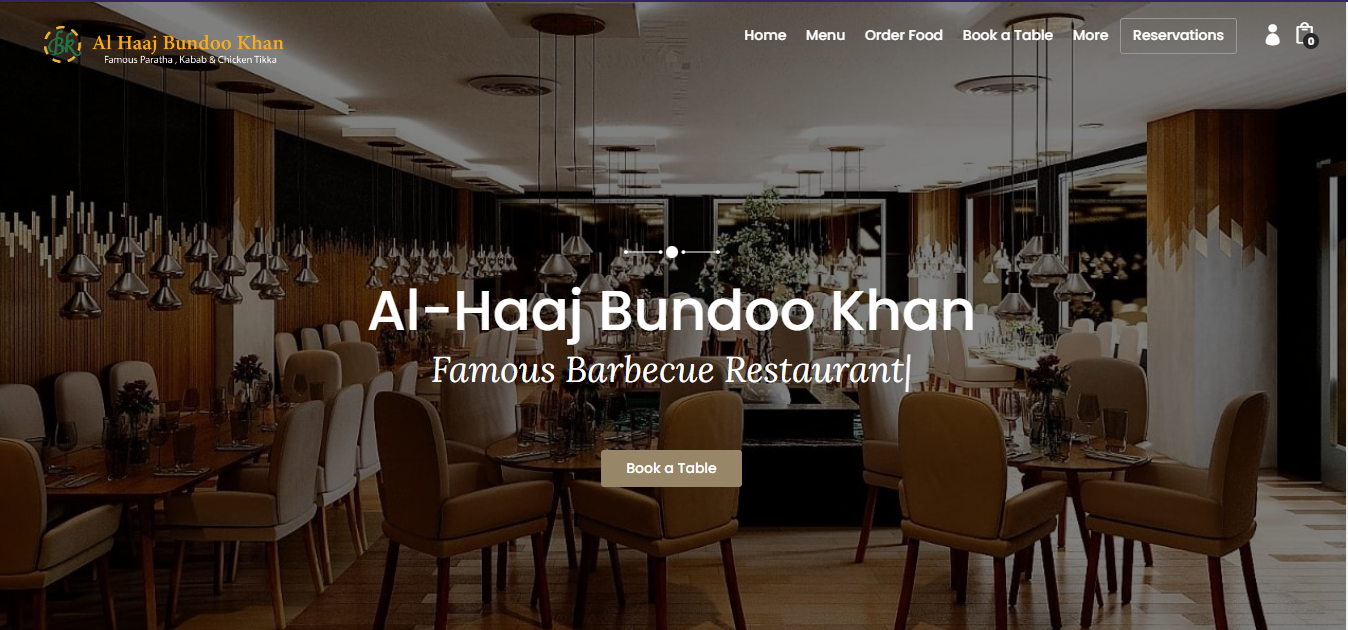 Bk
Al Haaj Bundoo Khan
Famous Paratha , Kabab & Chicken Tikka
Home Menu Order Food Book a Table More Reservations
0
Al-Haaj Bundoo Khan
Famous Barbecue Restaurant|
Book a Table